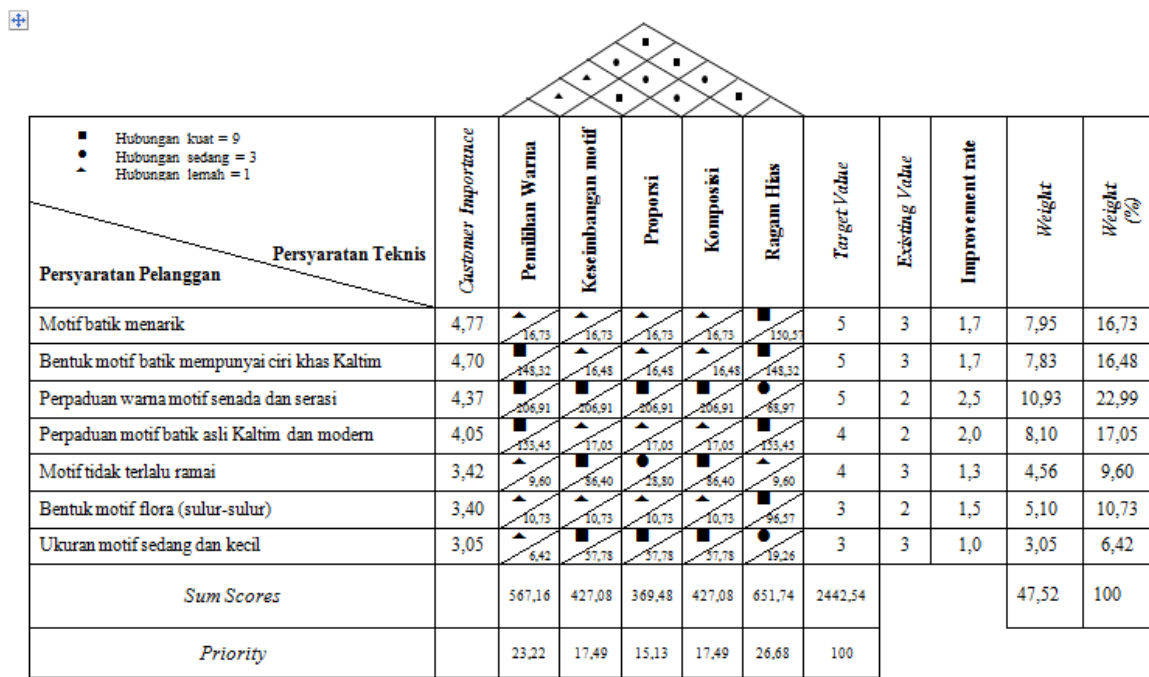 ■ Hubungan kuat = 9
● Hubungan sedang = 3
▲ Hubungan lemah = 1
Persyaratan Teknis
Persyaratan Pelanggan
Customer Importance
Pemilihan Warna
Keseimbangan motif
Proporsi
Komposisi
Ragam Hias
Target Value
Existing Value
Improvement rate
Weight
Weight (%)
Motif batik menarik 4,77 16,73 16,73 16,73 16,73 150,57 5 3 1,7 7,95 16,73
Bentuk motif batik mempunyai ciri khas Kaltim 4,70 148,32 16,48 16,48 16,48 148,32 5 3 1,7 7,83 16,48
Perpaduan warna motif senada dan serasi 4,37 206,91 206,91 206,91 206,91 68,97 5 2 2,5 10,93 22,99
Perpaduan motif batik asli Kaltim dan modern 4,05 153,45 17,05 17,05 17,05 153,45 4 2 2,0 8,10 17,05
Motif tidak terlalu ramai 3,42 9,60 86,40 28,80 86,40 9,60 4 3 1,3 4,56 9,60
Bentuk motif flora (sulur-sulur) 3,40 10,73 10,73 10,73 10,73 96,57 3 2 1,5 5,10 10,73
Ukuran motif sedang dan kecil 3,05 6,42 57,78 57,78 57,78 19,26 3 3 1,0 3,05 6,42
Sum Scores 567,16 427,08 369,48 427,08 651,74 2442,54 47,52 100
Priority 23,22 17,49 15,13 17,49 26,68 100